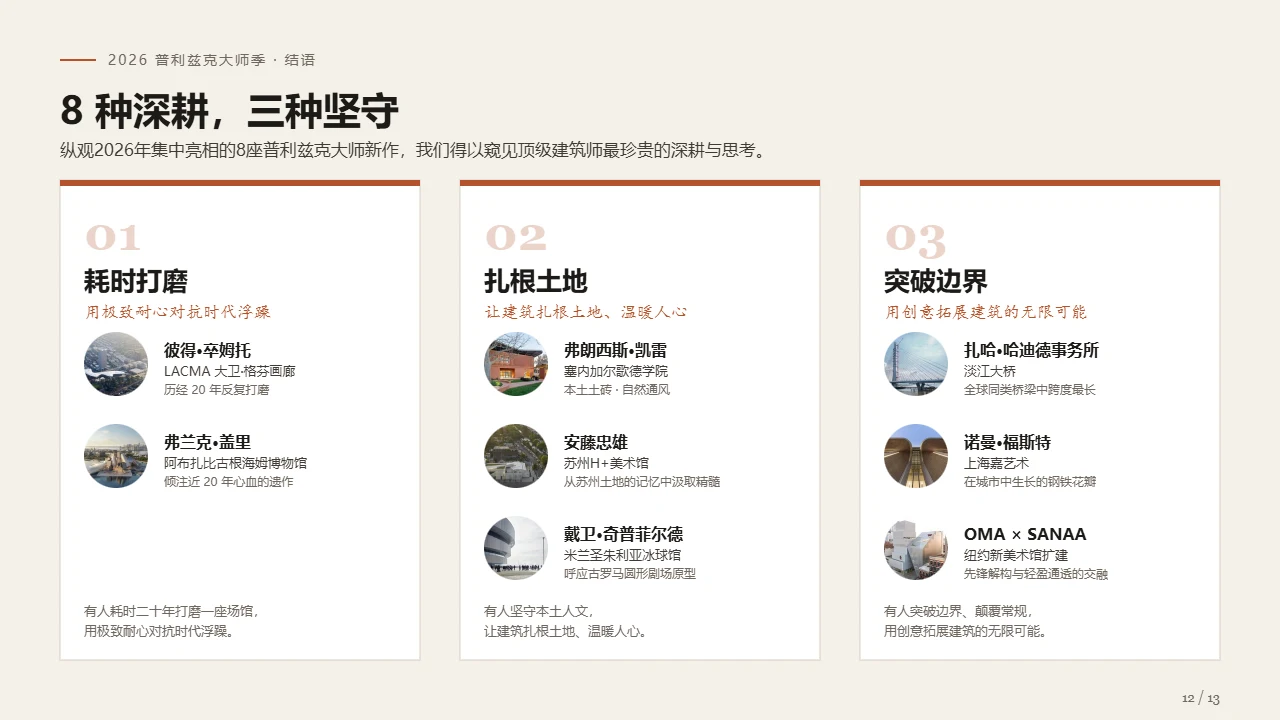 2026 普利兹克大师季 · 结语
8 种深耕，三种坚守
纵观2026年集中亮相的8座普利兹克大师新作，我们得以窥见顶级建筑师最珍贵的深耕与思考。
01
耗时打磨
用极致耐心对抗时代浮躁
彼得•卒姆托
LACMA 大卫·格芬画廊
历经 20 年反复打磨
弗兰克•盖里
阿布扎比古根海姆博物馆
倾注近 20 年心血的遗作
有人耗时二十年打磨一座场馆，
用极致耐心对抗时代浮躁。
02
扎根土地
让建筑扎根土地、温暖人心
弗朗西斯•凯雷
塞内加尔歌德学院
本土土砖 · 自然通风
安藤忠雄
苏州H+美术馆
从苏州土地的记忆中汲取精髓
戴卫•奇普菲尔德
米兰圣朱利亚冰球馆
呼应古罗马圆形剧场原型
有人坚守本土人文，
让建筑扎根土地、温暖人心。
03
突破边界
用创意拓展建筑的无限可能
扎哈•哈迪德事务所
淡江大桥
全球同类桥梁中跨度最长
诺曼•福斯特
上海嘉艺术
在城市中生长的钢铁花瓣
OMA × SANAA
纽约新美术馆扩建
先锋解构与轻盈通透的交融
有人突破边界、颠覆常规，
用创意拓展建筑的无限可能。
12 / 13